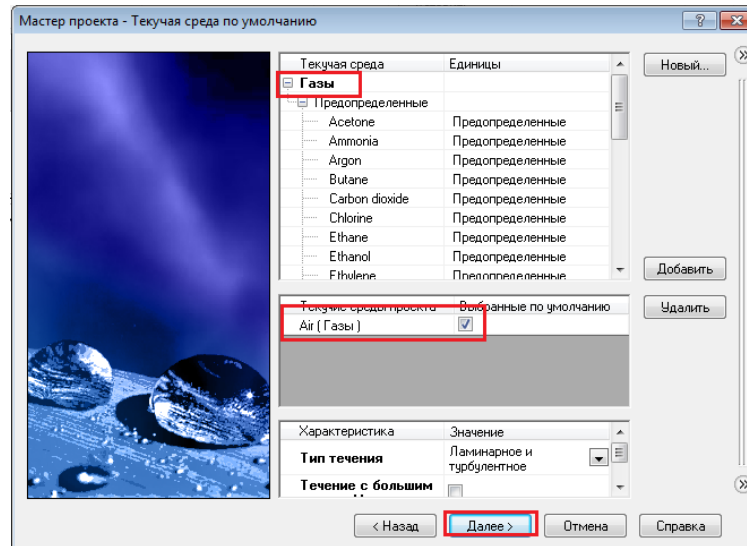 Мастер проекта - Текучая среда по умолчанию
Текучая среда Единицы
Новый...
Газы
Предопределенные
Acetone Предопределенные
Ammonia Предопределенные
Argon Предопределенные
Butane Предопределенные
Carbon dioxide Предопределенные
Chlorine Предопределенные
Ethane Предопределенные
Ethanol Предопределенные
Ethylene Предопределенные
Добавить
Текучие среды проекта Выбранные по умолчанию
Удалить
Air ( Газы )
Характеристика Значение
Тип течения Ламинарное и турбулентное
Течение с большим
< Назад Далее > Отмена Справка